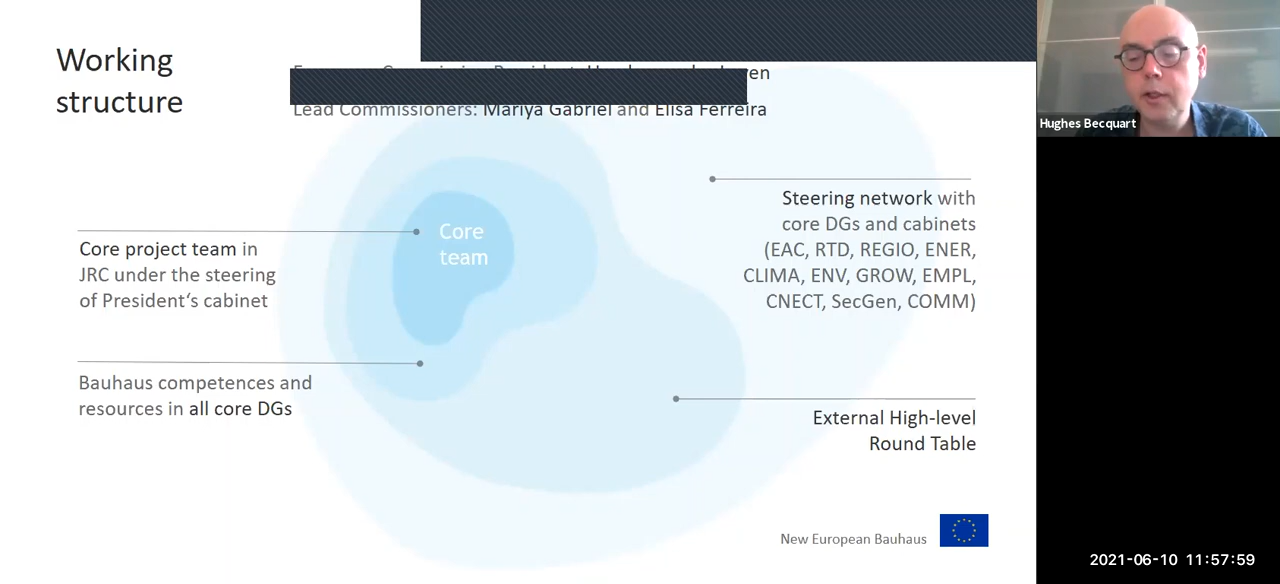 Working
structure
Lead Commissioners: Mariya Gabriel and Elisa Ferreira
Hughes Becquart
Core
team
Core project team in
JRC under the steering
of President‘s cabinet
Steering network with
core DGs and cabinets
(EAC, RTD, REGIO, ENER,
CLIMA, ENV, GROW, EMPL,
CNECT, SecGen, COMM)
Bauhaus competences and
resources in all core DGs
External High-level
Round Table
New European Bauhaus
2021-06-10 11:57:59